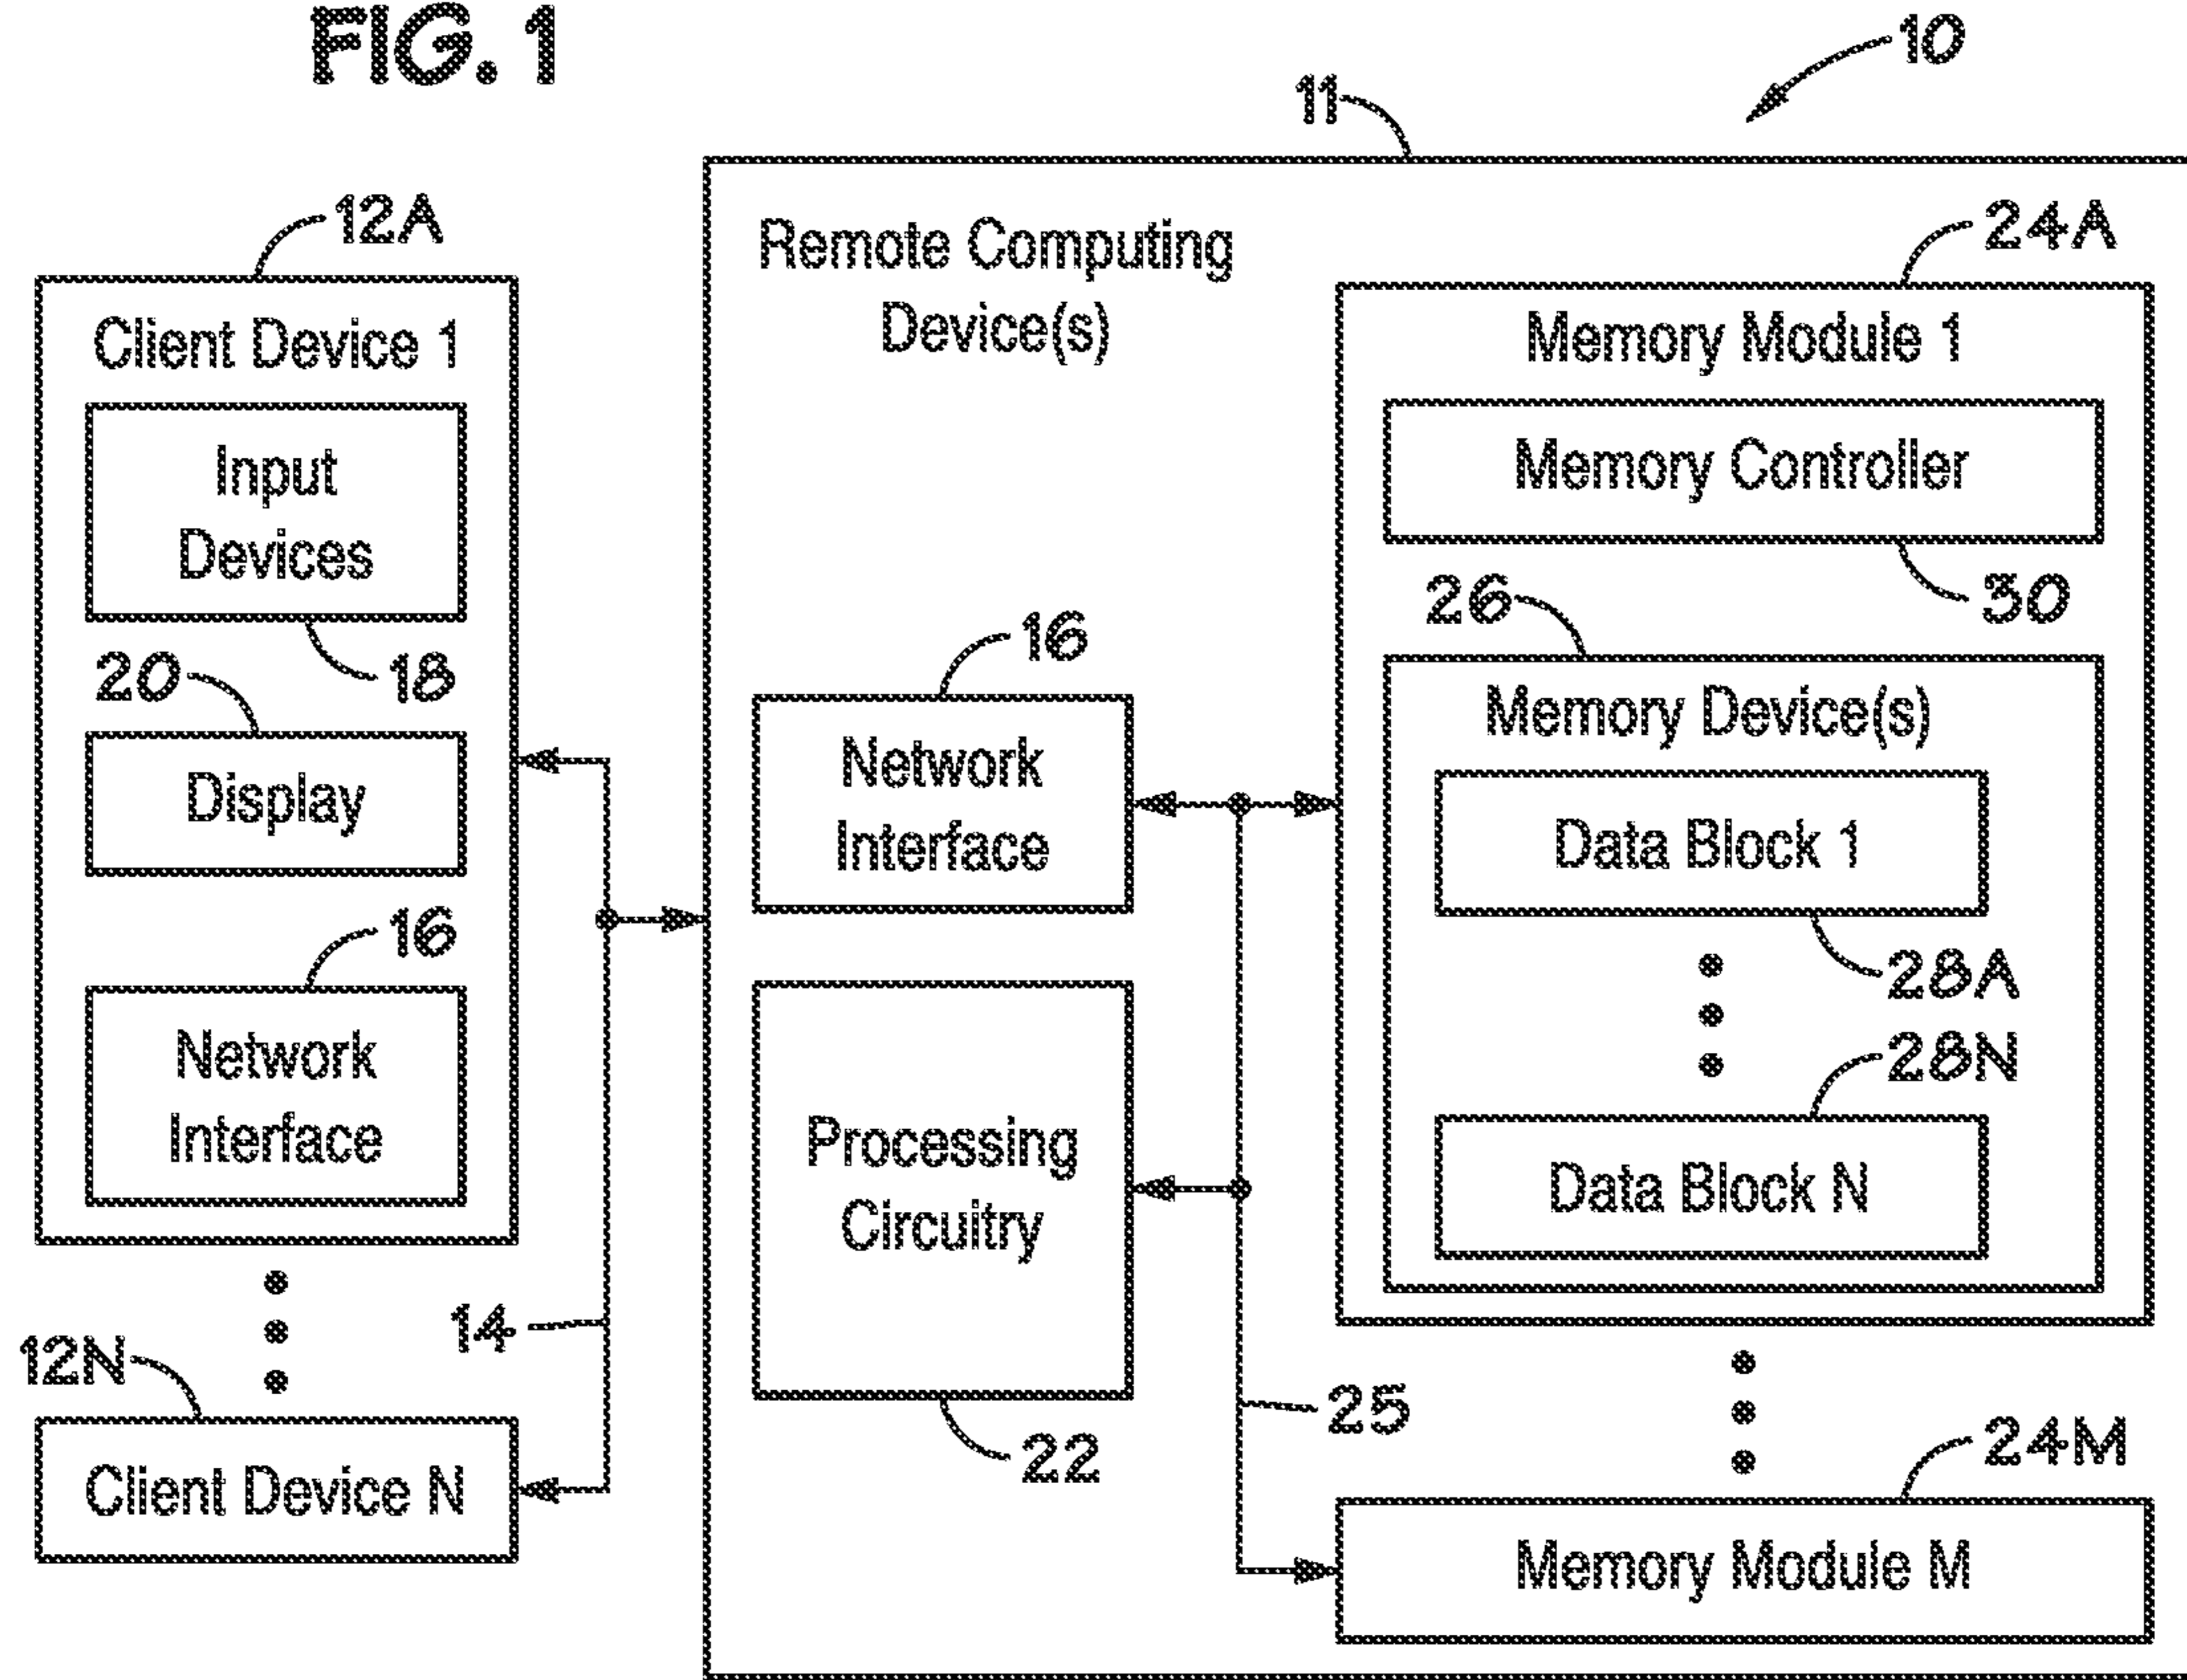 FIG. 1
10
11
12A
Client Device 1
Input
Devices
18
20
Display
16
Network
Interface
12N
Client Device N
14
Remote Computing
Device(s)
16
Network
Interface
Processing
Circuitry
22
25
24A
Memory Module 1
Memory Controller
30
26
Memory Device(s)
Data Block 1
28A
28N
Data Block N
24M
Memory Module M